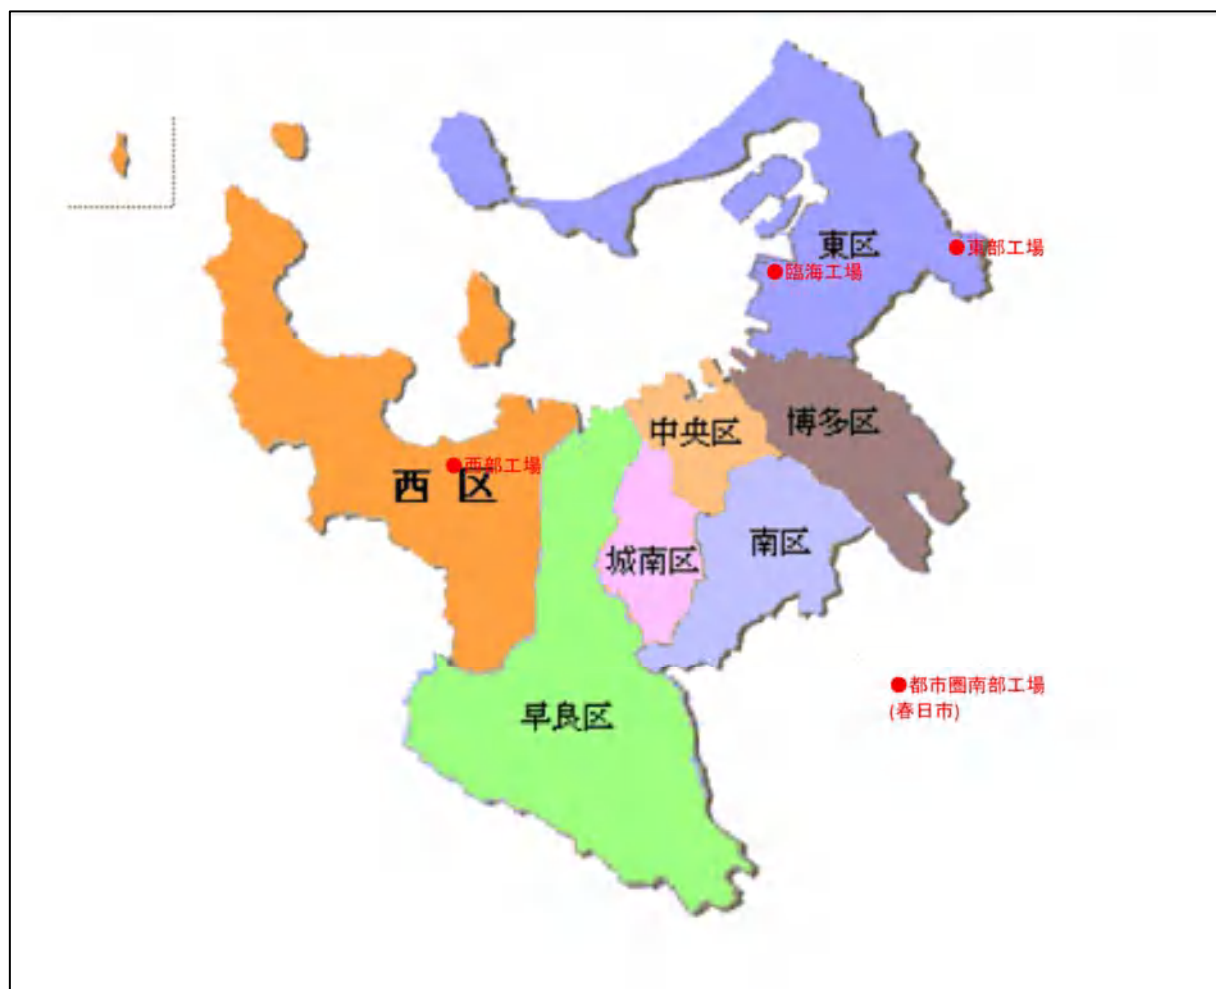 東区
東部工場
臨海工場
中央区
博多区
西部工場
西区
城南区
南区
都市圏南部工場
(春日市)
早良区